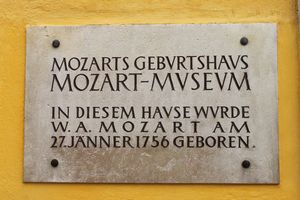 MOZARTS GEBVRTSHAVS
MOZART-MVSEVM
IN DIESEM HAVSE WVRDE
W. A. MOZART AM
27. JÄNNER 1756 GEBOREN.